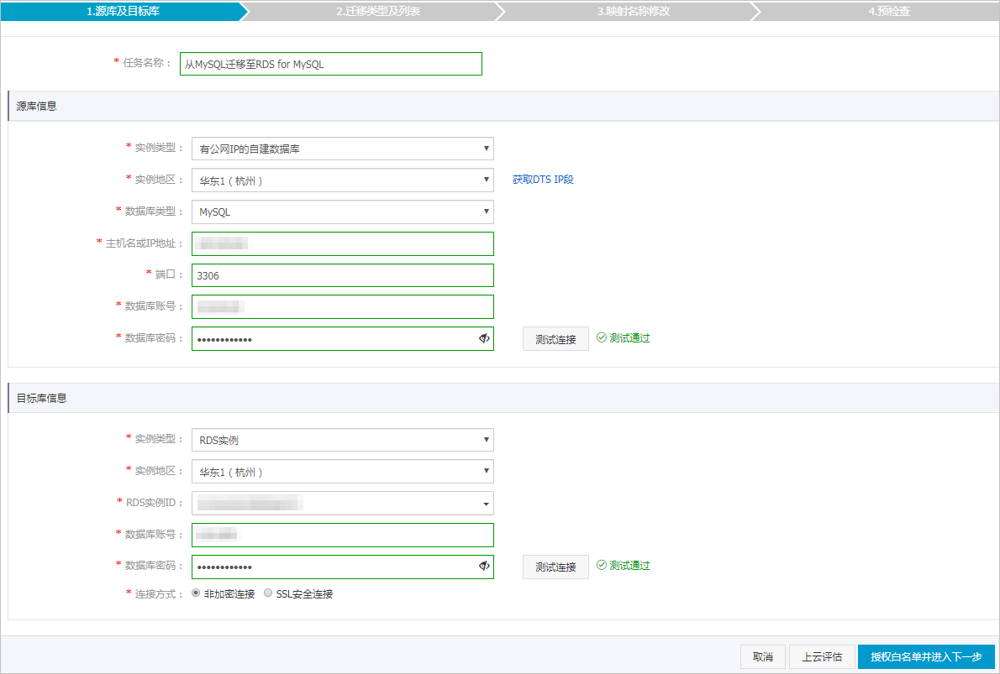 1.源库及目标库 2.迁移类型及列表 3.映射名称修改 4.预检查
* 任务名称： 从MySQL迁移至RDS for MySQL
源库信息
* 实例类型： 有公网IP的自建数据库
* 实例地区： 华东1（杭州） 获取DTS IP段
* 数据库类型： MySQL
* 主机名或IP地址：
* 端口： 3306
* 数据库账号：
* 数据库密码： •••••••••••• 测试连接 测试通过
目标库信息
* 实例类型： RDS实例
* 实例地区： 华东1（杭州）
* RDS实例ID：
* 数据库账号：
* 数据库密码： •••••••••••• 测试连接 测试通过
* 连接方式： 非加密连接 SSL安全连接
取消 上云评估 授权白名单并进入下一步